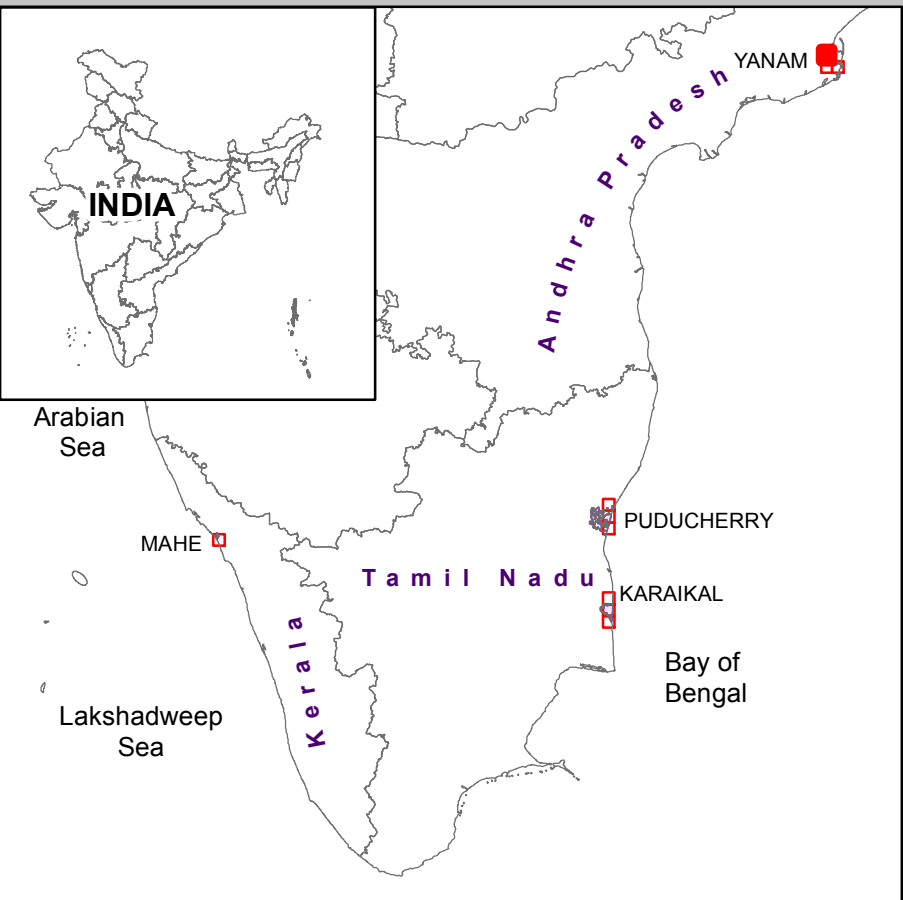 INDIA
YANAM
Andhra Pradesh
Arabian
Sea
PUDUCHERRY
MAHE
Tamil Nadu
KARAIKAL
Kerala
Bay of
Bengal
Lakshadweep
Sea